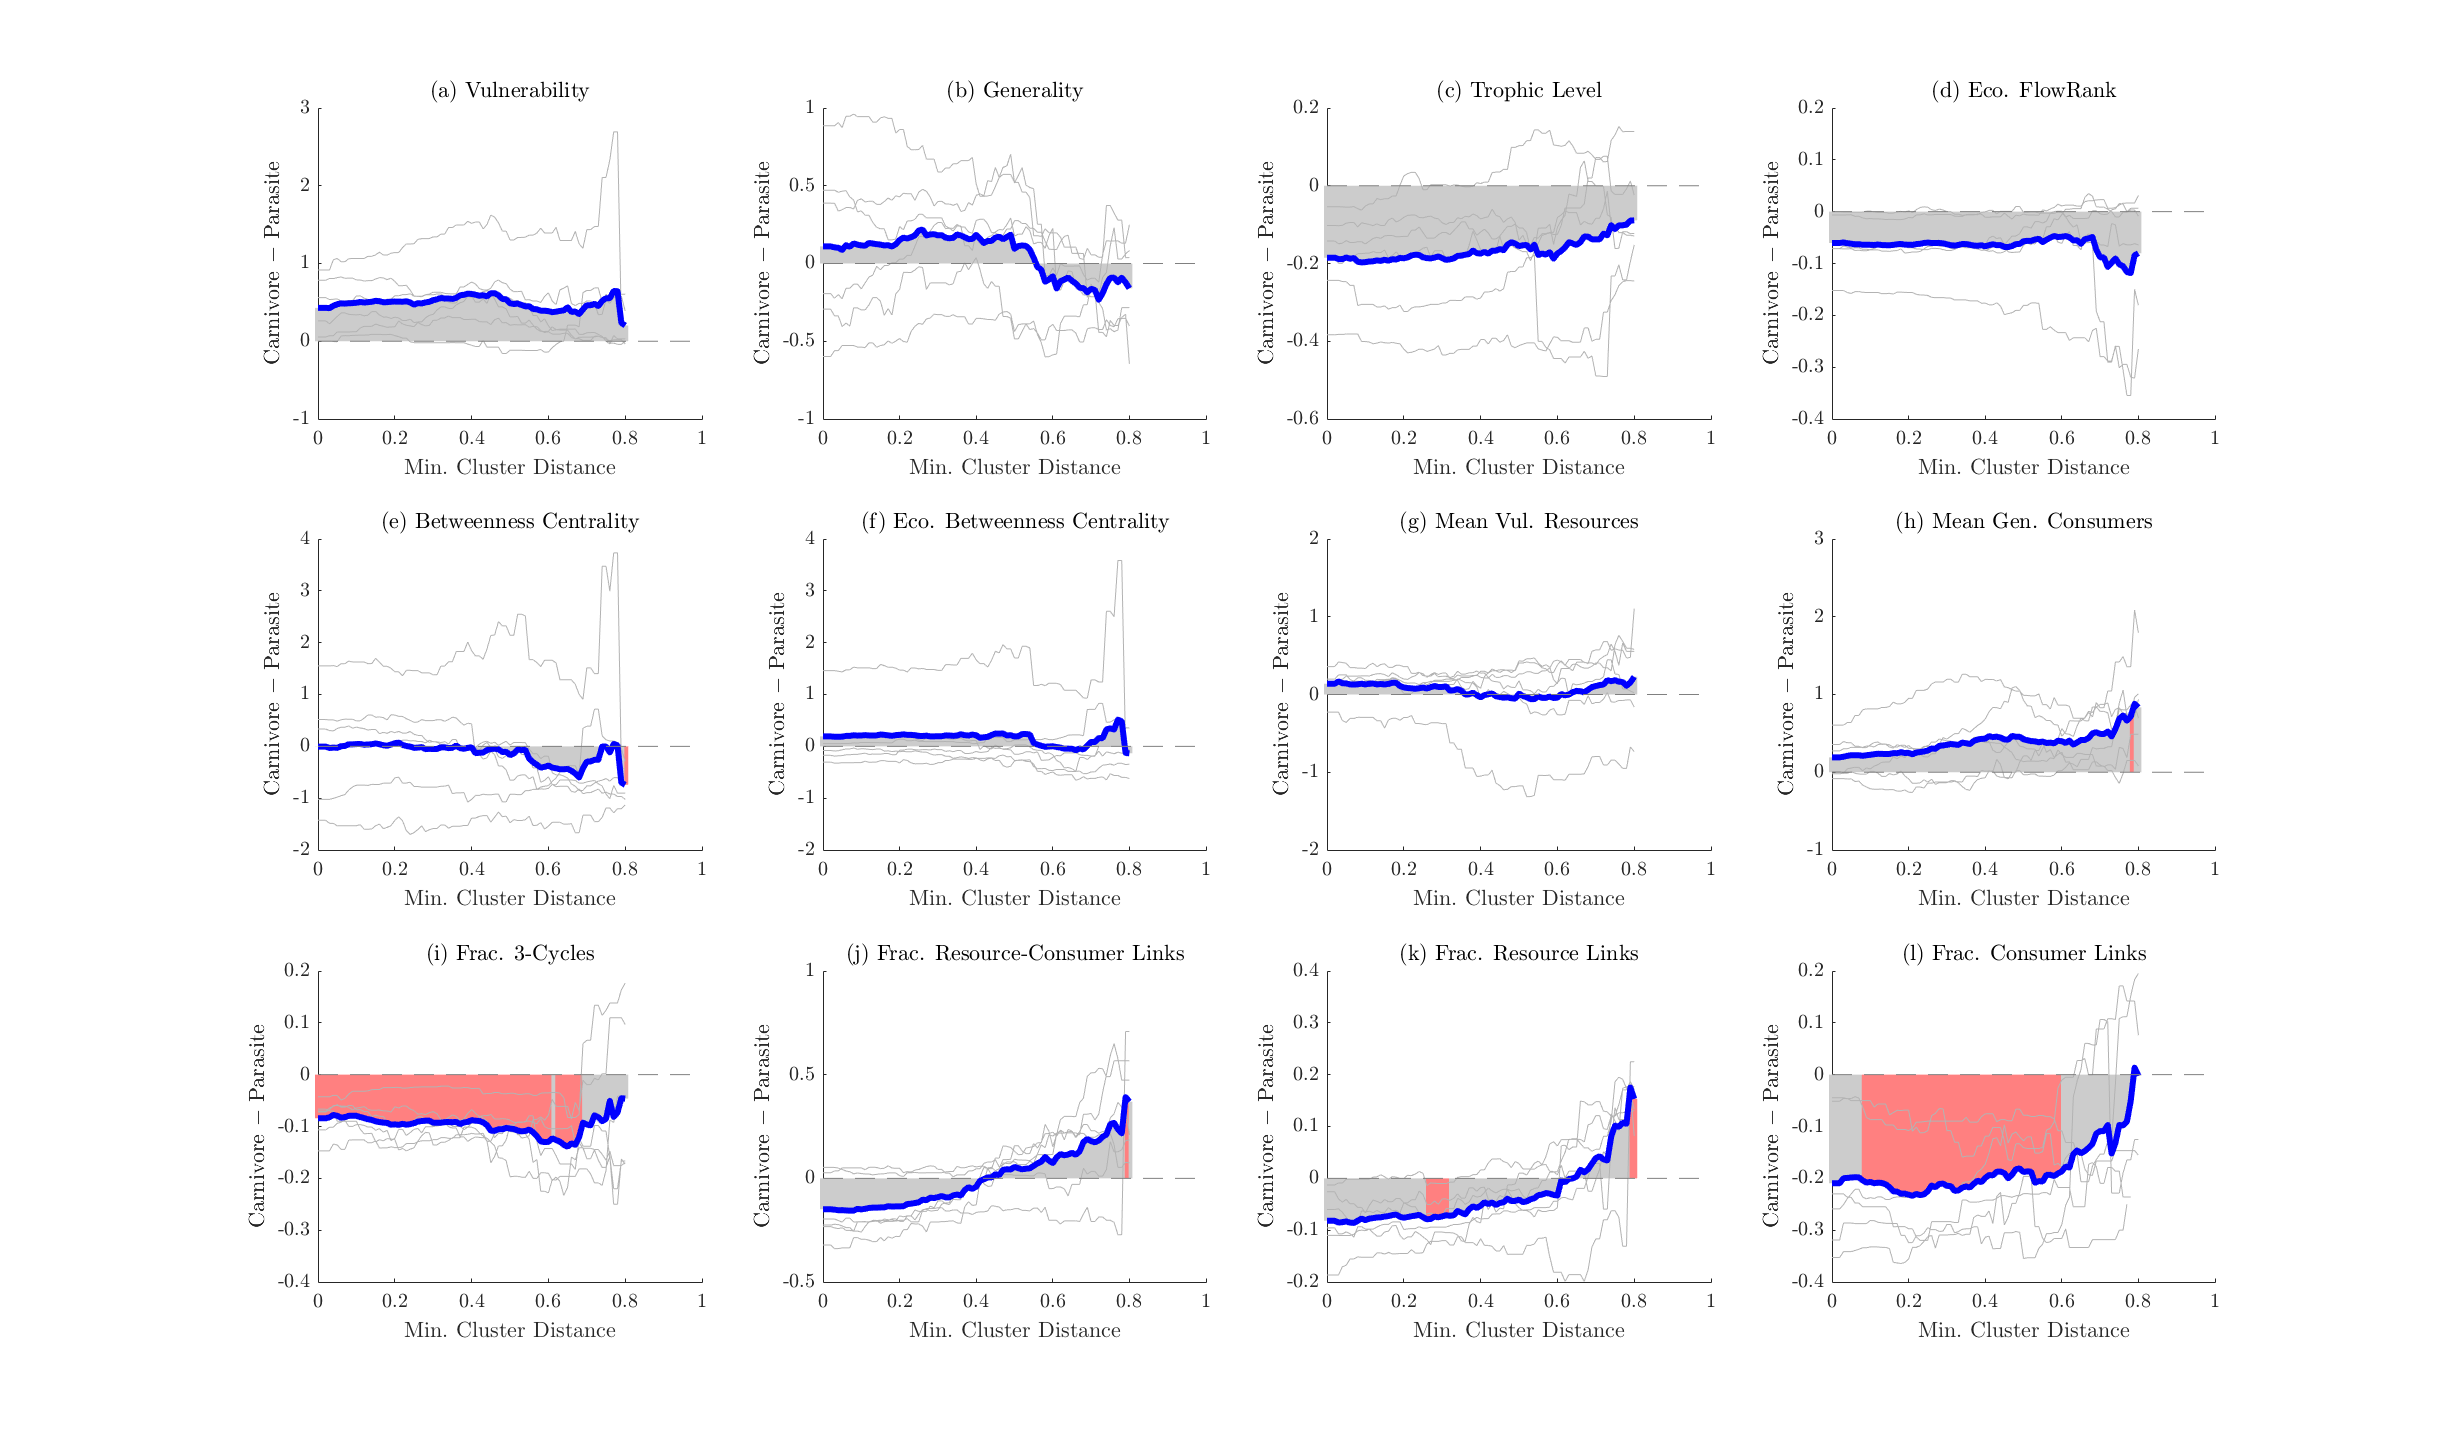 (a) Vulnerability
(b) Generality
(c) Trophic Level
(d) Eco. FlowRank
3
2
1
0
-1
1
0.5
0
-0.5
-1
0.2
0
-0.2
-0.4
-0.6
0.2
0.1
0
-0.1
-0.2
-0.3
-0.4
Carnivore − Parasite
Carnivore − Parasite
Carnivore − Parasite
Carnivore − Parasite
0 0.2 0.4 0.6 0.8 1
0 0.2 0.4 0.6 0.8 1
0 0.2 0.4 0.6 0.8 1
0 0.2 0.4 0.6 0.8 1
Min. Cluster Distance
Min. Cluster Distance
Min. Cluster Distance
Min. Cluster Distance
(e) Betweenness Centrality
(f) Eco. Betweenness Centrality
(g) Mean Vul. Resources
(h) Mean Gen. Consumers
4
3
2
1
0
-1
-2
4
3
2
1
0
-1
-2
2
1
0
-1
-2
3
2
1
0
-1
Carnivore − Parasite
Carnivore − Parasite
Carnivore − Parasite
Carnivore − Parasite
0 0.2 0.4 0.6 0.8 1
0 0.2 0.4 0.6 0.8 1
0 0.2 0.4 0.6 0.8 1
0 0.2 0.4 0.6 0.8 1
Min. Cluster Distance
Min. Cluster Distance
Min. Cluster Distance
Min. Cluster Distance
(i) Frac. 3-Cycles
(j) Frac. Resource-Consumer Links
(k) Frac. Resource Links
(l) Frac. Consumer Links
0.2
0.1
0
-0.1
-0.2
-0.3
-0.4
1
0.5
0
-0.5
0.4
0.3
0.2
0.1
0
-0.1
-0.2
0.2
0.1
0
-0.1
-0.2
-0.3
-0.4
Carnivore − Parasite
Carnivore − Parasite
Carnivore − Parasite
Carnivore − Parasite
0 0.2 0.4 0.6 0.8 1
0 0.2 0.4 0.6 0.8 1
0 0.2 0.4 0.6 0.8 1
0 0.2 0.4 0.6 0.8 1
Min. Cluster Distance
Min. Cluster Distance
Min. Cluster Distance
Min. Cluster Distance